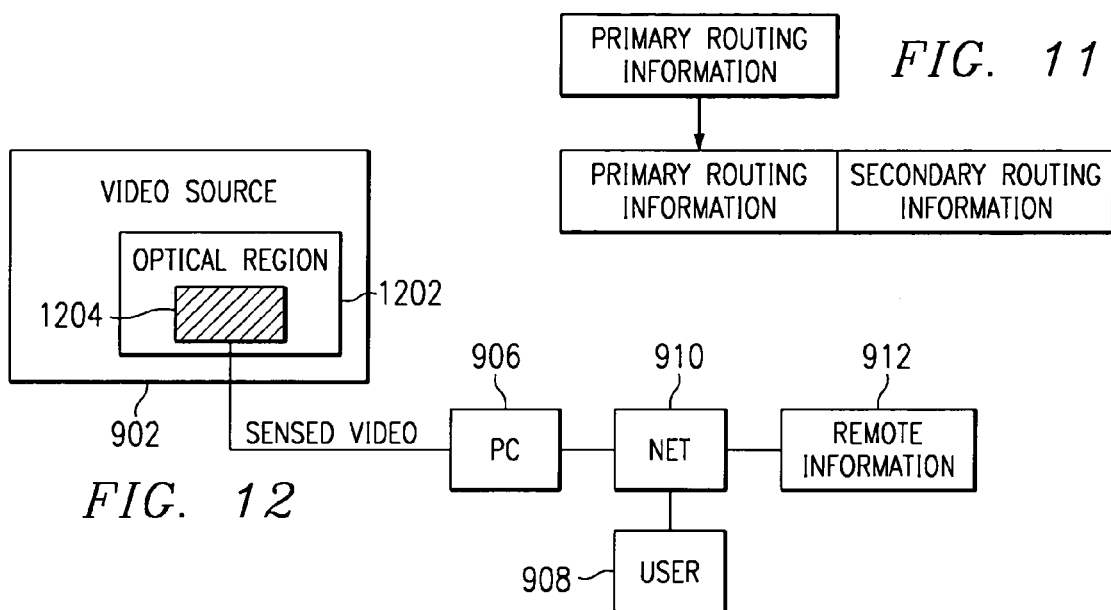 PRIMARY ROUTING
INFORMATION
FIG. 11
PRIMARY ROUTING
INFORMATION
SECONDARY ROUTING
INFORMATION
VIDEO SOURCE
OPTICAL REGION
1204
1202
902
SENSED VIDEO
906
PC
910
NET
912
REMOTE
INFORMATION
908
USER
FIG. 12